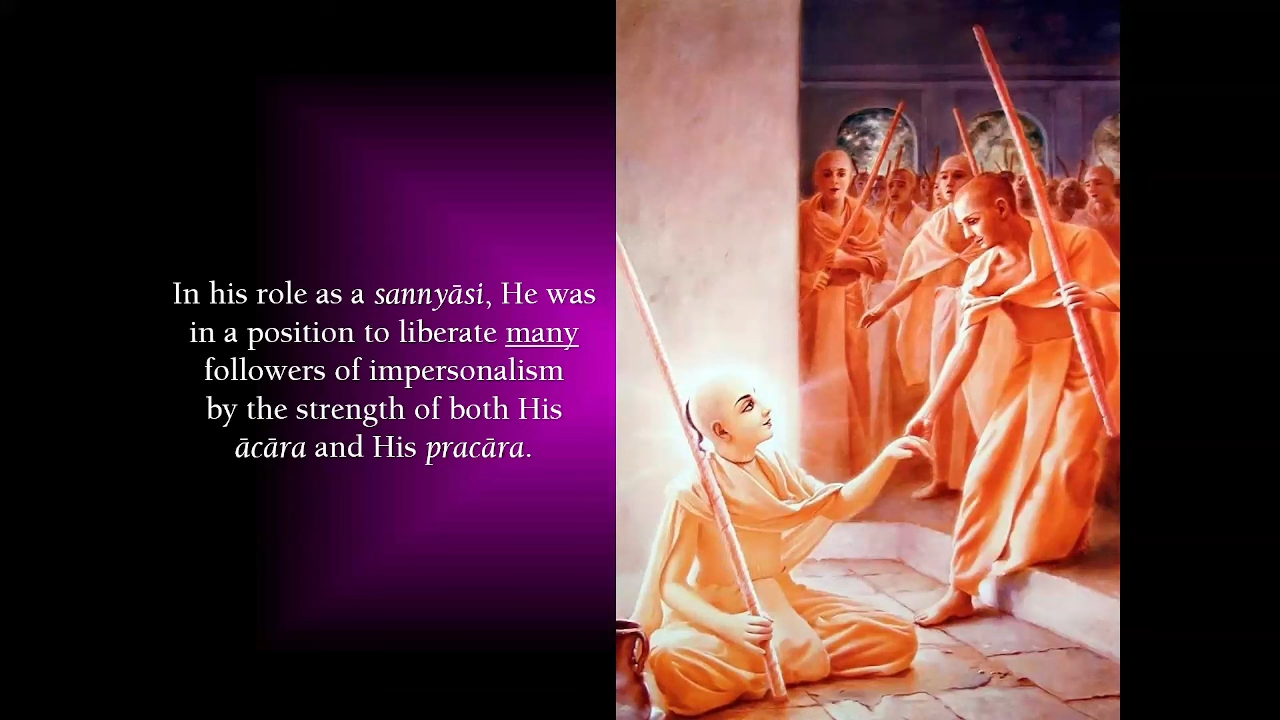 In his role as a sannyāsi, He was
in a position to liberate many
followers of impersonalism
by the strength of both His
ācāra and His pracāra.